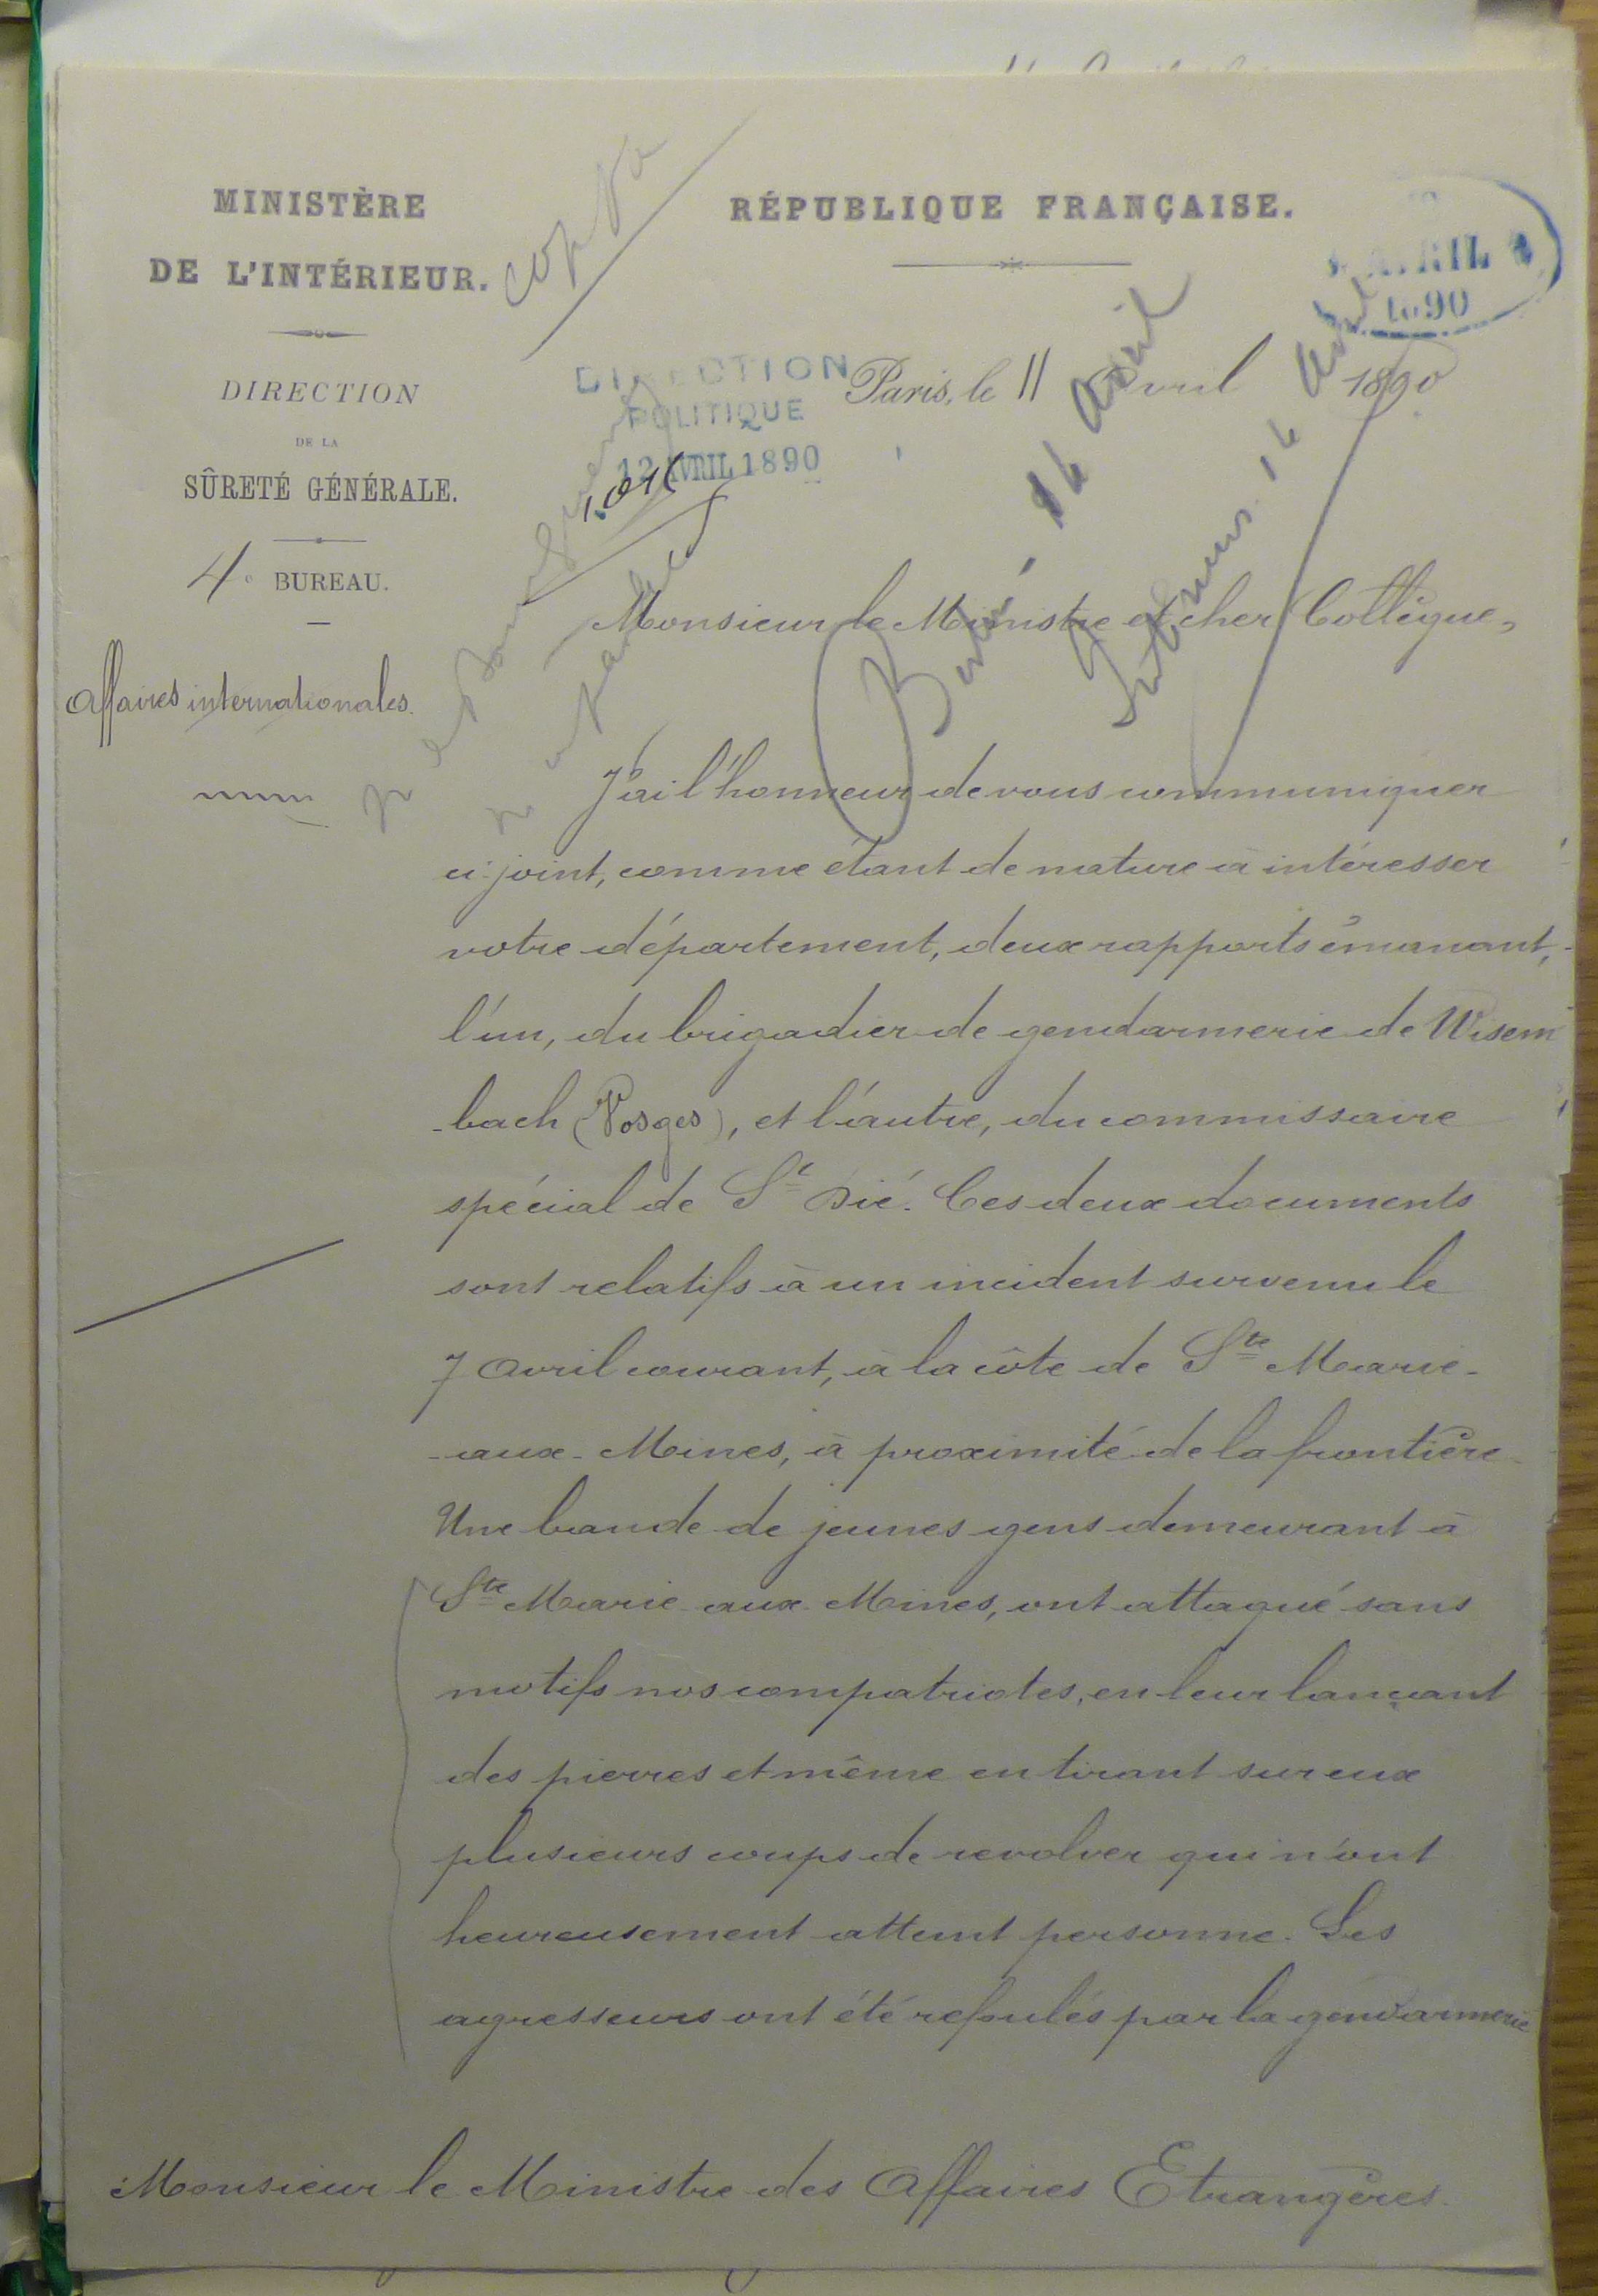 MINISTÈRE
DE L'INTÉRIEUR.
DIRECTION
DE LA
SÛRETÉ GÉNÉRALE.
4e BUREAU.
Affaires internationales.
RÉPUBLIQUE FRANÇAISE.
AVRIL
1890
DIRECTION
POLITIQUE
12 AVRIL 1890
Paris, le 11 Avril 1890
14 avril
Monsieur le Ministre et cher Collègue,
J'ai l'honneur de vous communiquer
ci-joint, comme étant de nature à intéresser
votre département, deux rapports émanant,
l'un, du brigadier de gendarmerie de Wisem
-bach (Vosges), et l'autre, du commissaire
spécial de St Dié. Ces deux documents
sont relatifs à un incident survenu le
7 Avril courant, à la côte de Ste Marie-
-aux-Mines, à proximité de la frontière.
Une bande de jeunes gens demeurant à
Ste Marie-aux-Mines, ont attaqué sans
motifs nos compatriotes, en leur lançant
des pierres et même en tirant sur eux
plusieurs coups de revolver qui n'ont
heureusement atteint personne. Les
agresseurs ont été refoulés par la gendarmerie
Monsieur le Ministre des Affaires Etrangères.